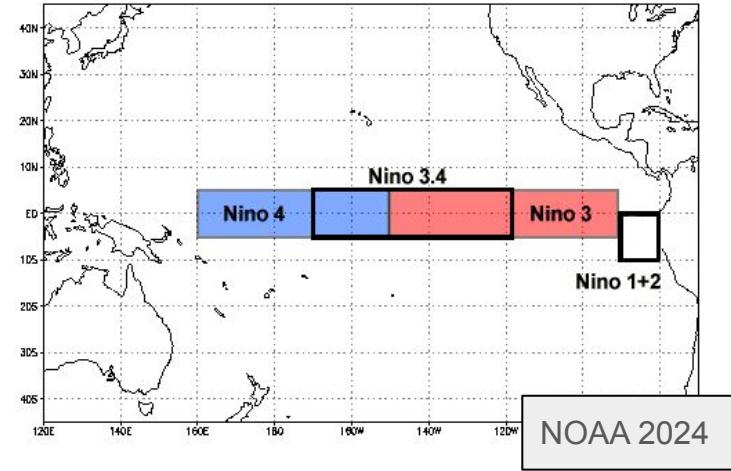 40N
30N
20N
10N
Nino 3.4
Nino 4
Nino 3
EQ
10S
Nino 1+2
20S
30S
40S
120E 140E 160E 180 160W 140W 120W
NOAA 2024